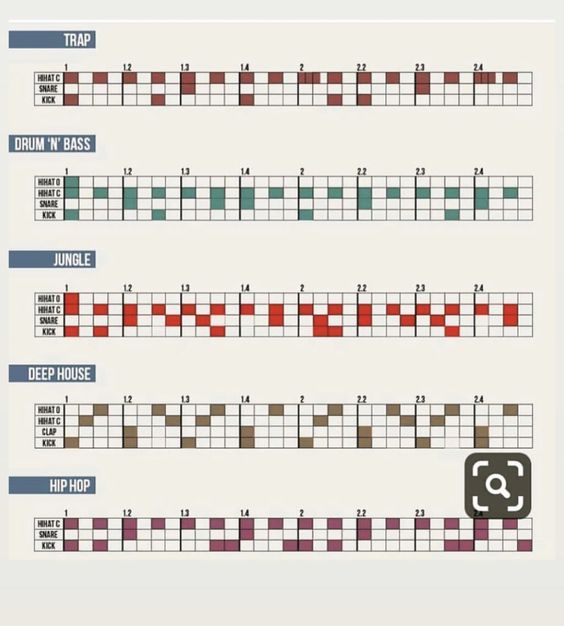 TRAP
1 1.2 1.3 1.4 2 2.2 2.3 2.4
HIHAT C
SNARE
KICK
DRUM 'N' BASS
1 1.2 1.3 1.4 2 2.2 2.3 2.4
HIHAT O
HIHAT C
SNARE
KICK
JUNGLE
1 1.2 1.3 1.4 2 2.2 2.3 2.4
HIHAT O
HIHAT C
SNARE
KICK
DEEP HOUSE
1 1.2 1.3 1.4 2 2.2 2.3 2.4
HIHAT O
HIHAT C
CLAP
KICK
HIP HOP
1 1.2 1.3 1.4 2 2.2 2.3 2.4
HIHAT C
SNARE
KICK